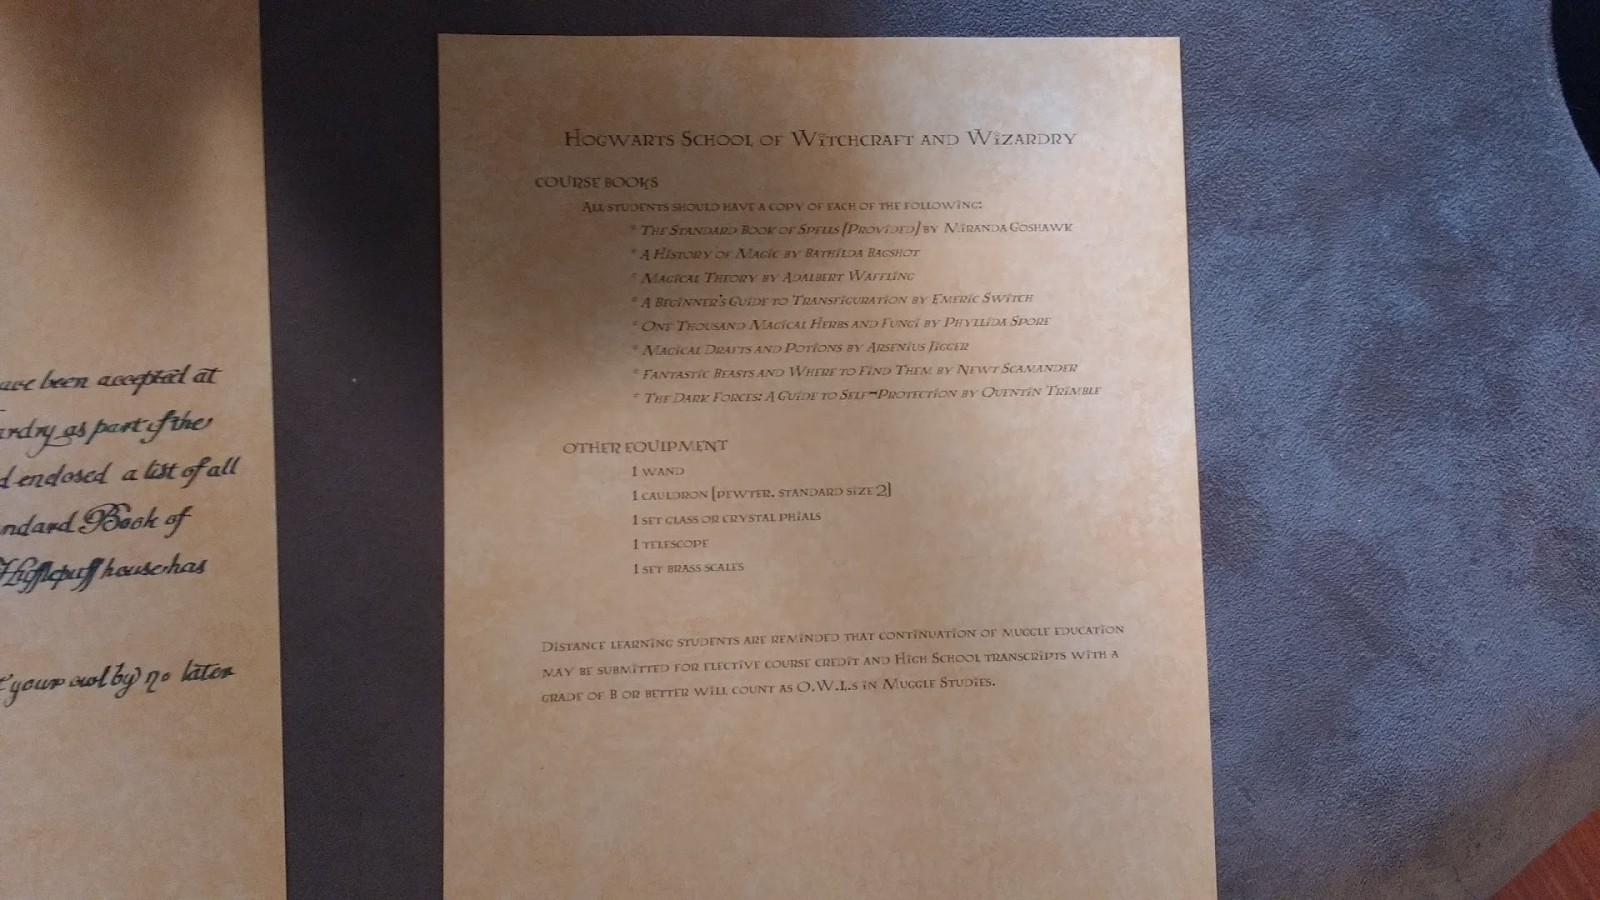 ave been accepted at
ardry as part of the
d enclosed a list of all
ndard Book of
Hufflepuff house has
your owl by no later
Hogwarts School of Witchcraft and Wizardry
COURSE BOOKS
All students should have a copy of each of the following:
* The Standard Book of Spells [Provided] by Miranda Goshawk
* A History of Magic by Bathilda Bagshot
* Magical Theory by Adalbert Waffling
* A Beginner's Guide to Transfiguration by Emeric Switch
* One Thousand Magical Herbs and Fungi by Phyllida Spore
* Magical Drafts and Potions by Arsenius Jigger
* Fantastic Beasts and Where to Find Them by Newt Scamander
* The Dark Forces: A Guide to Self-Protection by Quentin Trimble
OTHER EQUIPMENT
1 wand
1 cauldron [pewter, standard size 2]
1 set glass or crystal phials
1 telescope
1 set brass scales
Distance learning students are reminded that continuation of muggle education
may be submitted for elective course credit and High School transcripts with a
grade of B or better will count as O.W.L.s in Muggle Studies.